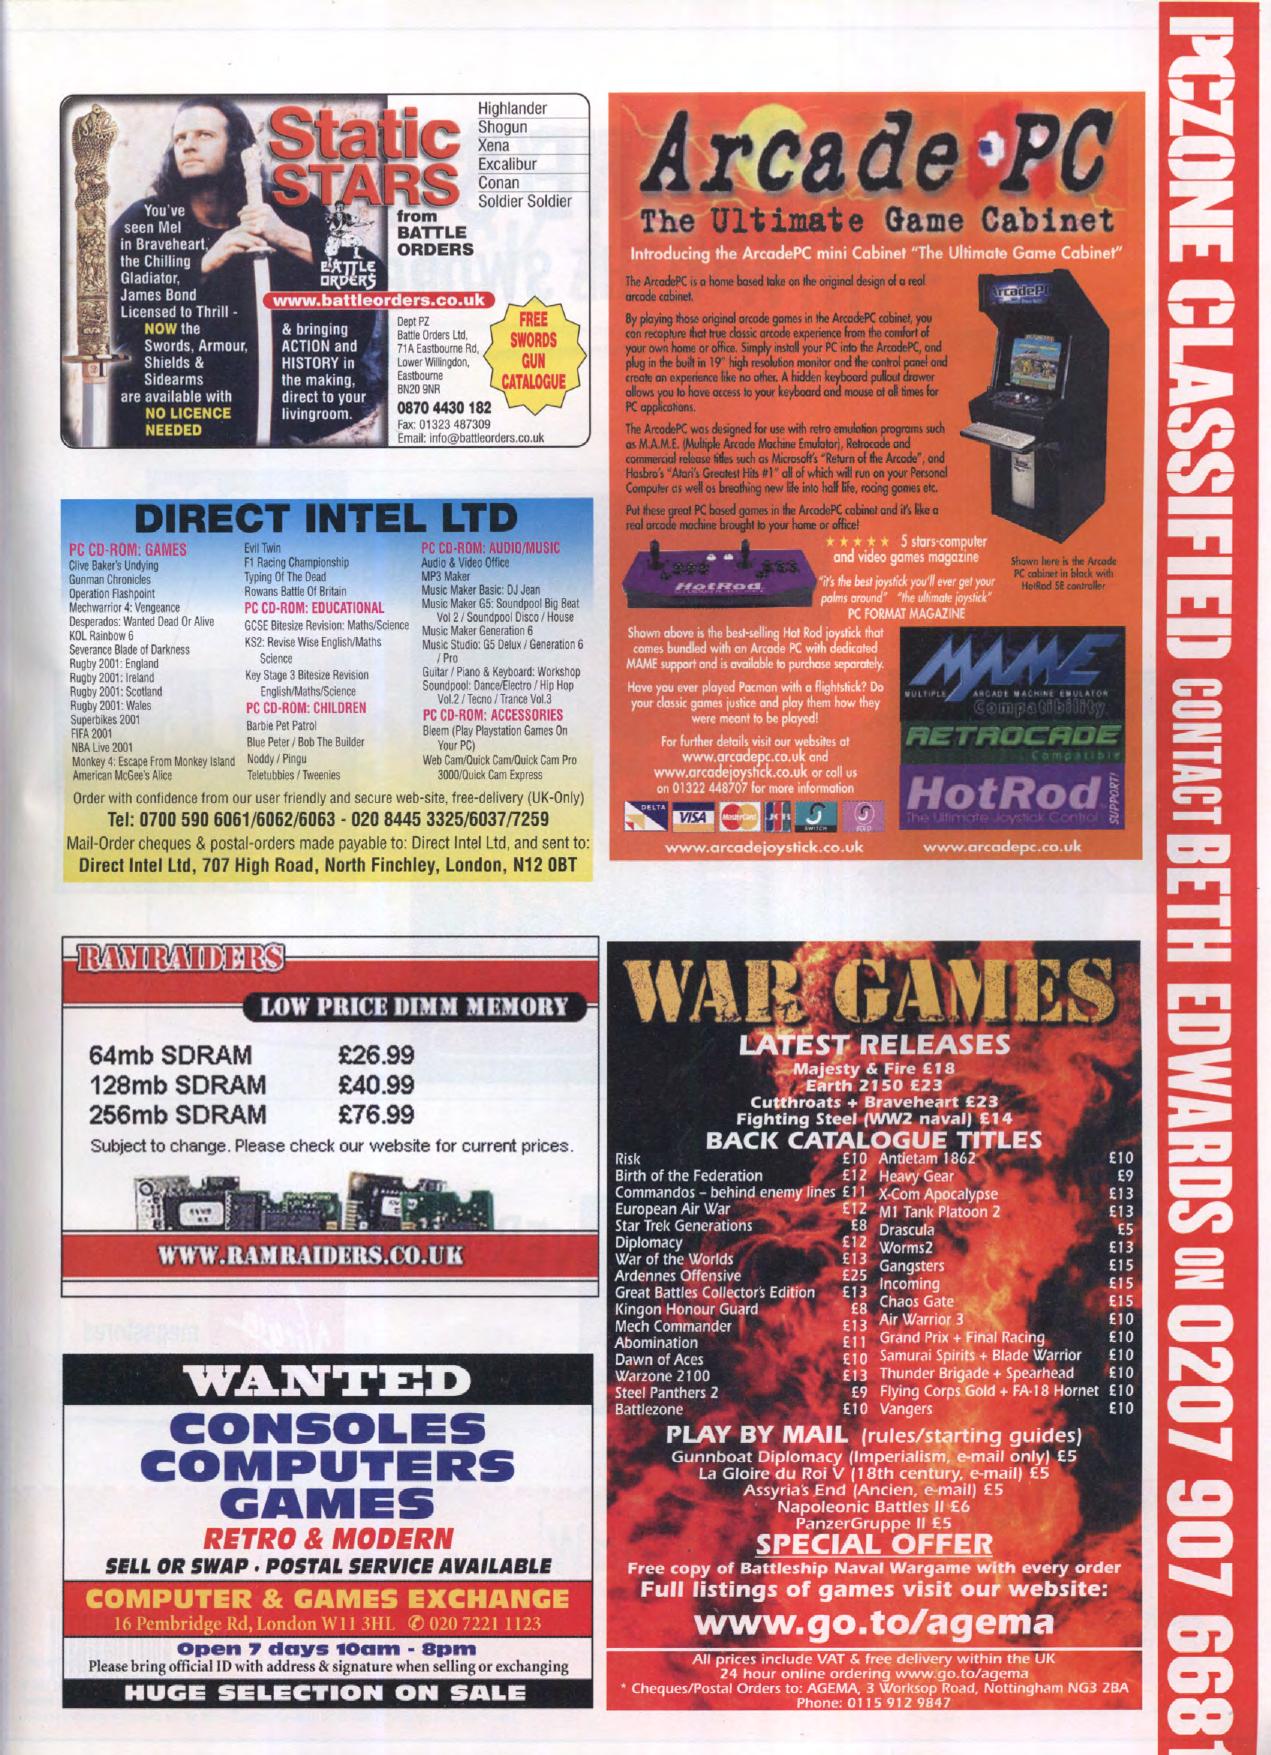 Static
STARS
Highlander
Shogun
Xena
Excalibur
Conan
Soldier Soldier
from
BATTLE
ORDERS
BATTLE
ORDERS
www.battleorders.co.uk
You've
seen Mel
in Braveheart,
the Chilling
Gladiator,
James Bond
Licensed to Thrill -
NOW the
Swords, Armour,
Shields &
Sidearms
are available with
NO LICENCE
NEEDED
& bringing
ACTION and
HISTORY in
the making,
direct to your
livingroom.
Dept PZ
Battle Orders Ltd,
71A Eastbourne Rd,
Lower Willingdon,
Eastbourne
BN20 9NR
0870 4430 182
Fax: 01323 487309
Email: info@battleorders.co.uk
FREE
SWORDS
GUN
CATALOGUE
DIRECT INTEL LTD
PC CD-ROM: GAMES
Clive Baker's Undying
Gunman Chronicles
Operation Flashpoint
Mechwarrior 4: Vengeance
Desperados: Wanted Dead Or Alive
KOL Rainbow 6
Severance Blade of Darkness
Rugby 2001: England
Rugby 2001: Ireland
Rugby 2001: Scotland
Rugby 2001: Wales
Superbikes 2001
FIFA 2001
NBA Live 2001
Monkey 4: Escape From Monkey Island
American McGee's Alice
Evil Twin
F1 Racing Championship
Typing Of The Dead
Rowans Battle Of Britain
PC CD-ROM: EDUCATIONAL
GCSE Bitesize Revision: Maths/Science
KS2: Revise Wise English/Maths
Science
Key Stage 3 Bitesize Revision
English/Maths/Science
PC CD-ROM: CHILDREN
Barbie Pet Patrol
Blue Peter / Bob The Builder
Noddy / Pingu
Teletubbies / Tweenies
PC CD-ROM: AUDIO/MUSIC
Audio & Video Office
MP3 Maker
Music Maker Basic: DJ Jean
Music Maker G5: Soundpool Big Beat
Vol 2 / Soundpool Disco / House
Music Maker Generation 6
Music Studio: G5 Delux / Generation 6
/ Pro
Guitar / Piano & Keyboard: Workshop
Soundpool: Dance/Electro / Hip Hop
Vol.2 / Tecno / Trance Vol.3
PC CD-ROM: ACCESSORIES
Bleem (Play Playstation Games On
Your PC)
Web Cam/Quick Cam/Quick Cam Pro
3000/Quick Cam Express
Order with confidence from our user friendly and secure web-site, free-delivery (UK-Only)
Tel: 0700 590 6061/6062/6063 - 020 8445 3325/6037/7259
Mail-Order cheques & postal-orders made payable to: Direct Intel Ltd, and sent to:
Direct Intel Ltd, 707 High Road, North Finchley, London, N12 0BT
RAMRAIDERS
LOW PRICE DIMM MEMORY
64mb SDRAM £26.99
128mb SDRAM £40.99
256mb SDRAM £76.99
Subject to change. Please check our website for current prices.
WWW.RAMRAIDERS.CO.UK
WANTED
CONSOLES
COMPUTERS
GAMES
RETRO & MODERN
SELL OR SWAP · POSTAL SERVICE AVAILABLE
COMPUTER & GAMES EXCHANGE
16 Pembridge Rd, London W11 3HL ✆ 020 7221 1123
Open 7 days 10am - 8pm
Please bring official ID with address & signature when selling or exchanging
HUGE SELECTION ON SALE
Arcade PC
The Ultimate Game Cabinet
Introducing the ArcadePC mini Cabinet "The Ultimate Game Cabinet"
The ArcadePC is a home based take on the original design of a real
arcade cabinet.
By playing those original arcade games in the ArcadePC cabinet, you
can recapture that true classic arcade experience from the comfort of
your own home or office. Simply install your PC into the ArcadePC, and
plug in the built in 19" high resolution monitor and the control panel and
create an experience like no other. A hidden keyboard pullout drawer
allows you to have access to your keyboard and mouse at all times for
PC applications.
The ArcadePC was designed for use with retro emulation programs such
as M.A.M.E. (Multiple Arcade Machine Emulator), Retrocade and
commercial release titles such as Microsoft's "Return of the Arcade", and
Hasbro's "Atari's Greatest Hits #1" all of which will run on your Personal
Computer as well as breathing new life into half life, racing games etc.
Put these great PC based games in the ArcadePC cabinet and it's like a
real arcade machine brought to your home or office!
ArcadePC
HotRod
★★★★★ 5 stars-computer
and video games magazine
"it's the best joystick you'll ever get your
palms around" "the ultimate joystick"
PC FORMAT MAGAZINE
Shown here is the Arcade
PC cabinet in black with
HotRod SE controller
Shown above is the best-selling Hot Rod joystick that
comes bundled with an Arcade PC with dedicated
MAME support and is available to purchase separately.
Have you ever played Pacman with a flightstick? Do
your classic games justice and play them how they
were meant to be played!
For further details visit our websites at
www.arcadepc.co.uk and
www.arcadejoystick.co.uk or call us
on 01322 448707 for more information
DELTA
VISA
MasterCard
JCB
SWITCH
SOLO
MAME
MULTIPLE ARCADE MACHINE EMULATOR
Compatibility
RETROCADE
Compatible
HotRod
The Ultimate Joystick Control
SUPPORT!
www.arcadejoystick.co.uk www.arcadepc.co.uk
WAR GAMES
LATEST RELEASES
Majesty & Fire £18
Earth 2150 £23
Cutthroats + Braveheart £23
Fighting Steel (WW2 naval) £14
BACK CATALOGUE TITLES
Risk £10
Birth of the Federation £12
Commandos – behind enemy lines £11
European Air War £12
Star Trek Generations £8
Diplomacy £12
War of the Worlds £13
Ardennes Offensive £25
Great Battles Collector's Edition £13
Kingon Honour Guard £8
Mech Commander £13
Abomination £11
Dawn of Aces £10
Warzone 2100 £13
Steel Panthers 2 £9
Battlezone £10
Antietam 1862 £10
Heavy Gear £9
X-Com Apocalypse £13
M1 Tank Platoon 2 £13
Drascula £5
Worms2 £13
Gangsters £15
Incoming £15
Chaos Gate £15
Air Warrior 3 £10
Grand Prix + Final Racing £10
Samurai Spirits + Blade Warrior £10
Thunder Brigade + Spearhead £10
Flying Corps Gold + FA-18 Hornet £10
Vangers £10
PLAY BY MAIL (rules/starting guides)
Gunnboat Diplomacy (Imperialism, e-mail only) £5
La Gloire du Roi V (18th century, e-mail) £5
Assyria's End (Ancien, e-mail) £5
Napoleonic Battles II £6
PanzerGruppe II £5
SPECIAL OFFER
Free copy of Battleship Naval Wargame with every order
Full listings of games visit our website:
www.go.to/agema
All prices include VAT & free delivery within the UK
24 hour online ordering www.go.to/agema
* Cheques/Postal Orders to: AGEMA, 3 Worksop Road, Nottingham NG3 2BA
Phone: 0115 912 9847
PCZONE CLASSIFIED CONTACT BETH EDWARDS ON 0207 907 6681